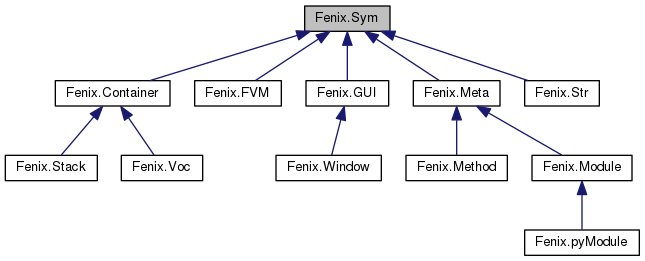 Fenix.Sym
Fenix.Container
Fenix.FVM
Fenix.GUI
Fenix.Meta
Fenix.Str
Fenix.Stack
Fenix.Voc
Fenix.Window
Fenix.Method
Fenix.Module
Fenix.pyModule